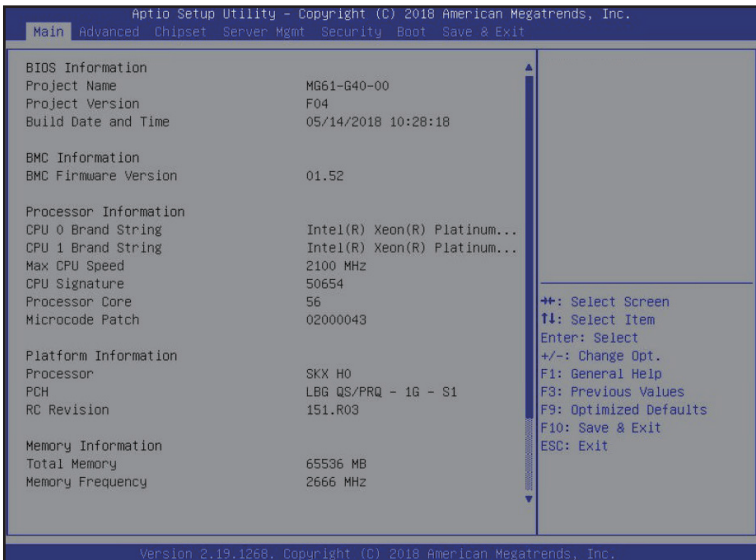 Aptio Setup Utility - Copyright (C) 2018 American Megatrends, Inc.
Main Advanced Chipset Server Mgmt Security Boot Save & Exit
BIOS Information
Project Name MG61-G40-00
Project Version F04
Build Date and Time 05/14/2018 10:28:18
BMC Information
BMC Firmware Version 01.52
Processor Information
CPU 0 Brand String Intel(R) Xeon(R) Platinum...
CPU 1 Brand String Intel(R) Xeon(R) Platinum...
Max CPU Speed 2100 MHz
CPU Signature 50654
Processor Core 56
Microcode Patch 02000043
Platform Information
Processor SKX H0
PCH LBG QS/PRQ - 1G - S1
RC Revision 151.R03
Memory Information
Total Memory 65536 MB
Memory Frequency 2666 MHz
→←: Select Screen
↑↓: Select Item
Enter: Select
+/-: Change Opt.
F1: General Help
F3: Previous Values
F9: Optimized Defaults
F10: Save & Exit
ESC: Exit
Version 2.19.1268. Copyright (C) 2018 American Megatrends, Inc.